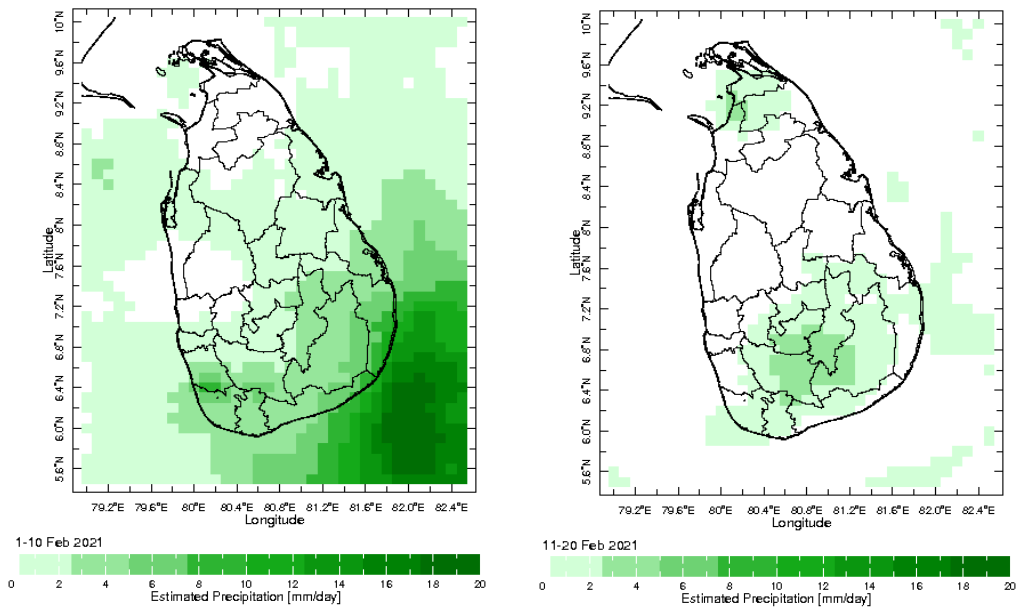 10°N
9.6°N
9.2°N
8.8°N
8.4°N
8°N
7.6°N
7.2°N
6.8°N
6.4°N
6.0°N
5.6°N
Latitude
79.2°E 79.6°E 80°E 80.4°E 80.8°E 81.2°E 81.6°E 82.0°E 82.4°E
Longitude
1-10 Feb 2021
0 2 4 6 8 10 12 14 16 18 20
Estimated Precipitation [mm/day]
10°N
9.6°N
9.2°N
8.8°N
8.4°N
8°N
7.6°N
7.2°N
6.8°N
6.4°N
6.0°N
5.6°N
Latitude
79.2°E 79.6°E 80°E 80.4°E 80.8°E 81.2°E 81.6°E 82.0°E 82.4°E
Longitude
11-20 Feb 2021
0 2 4 6 8 10 12 14 16 18 20
Estimated Precipitation [mm/day]